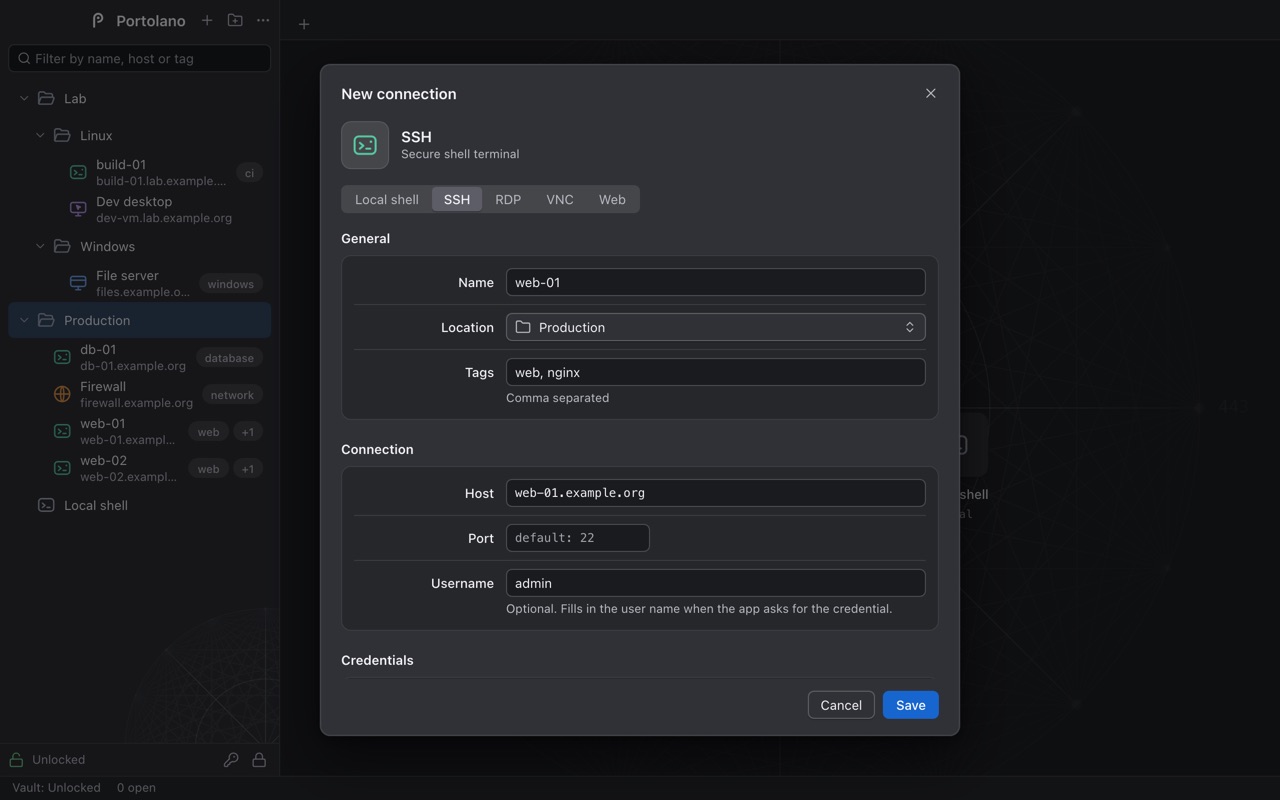 Portolano
Filter by name, host or tag
Lab
Linux
build-01
build-01.lab.example....
ci
Dev desktop
dev-vm.lab.example.org
Windows
File server
files.example.o...
windows
Production
db-01
db-01.example.org
database
Firewall
firewall.example.org
network
web-01
web-01.exampl...
web
+1
web-02
web-02.exampl...
web
+1
Local shell
Unlocked
Vault: Unlocked
0 open
New connection
SSH
Secure shell terminal
Local shell
SSH
RDP
VNC
Web
General
Name
web-01
Location
Production
Tags
web, nginx
Comma separated
Connection
Host
web-01.example.org
Port
default: 22
Username
admin
Optional. Fills in the user name when the app asks for the credential.
Credentials
Cancel
Save
shell
al